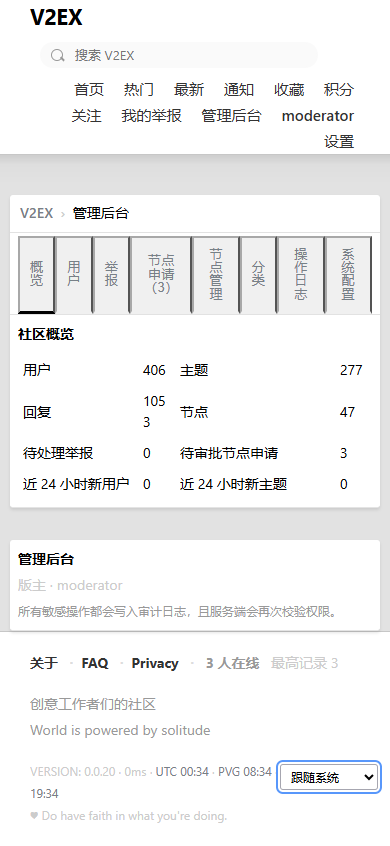 V2EX
搜索 V2EX
首页 热门 最新 通知 收藏 积分
关注 我的举报 管理后台 moderator
设置
V2EX › 管理后台
概览 用户 举报 节点申请（3） 节点管理 分类 操作日志 系统配置
社区概览
用户 406 主题 277
回复 1053 节点 47
待处理举报 0 待审批节点申请 3
近 24 小时新用户 0 近 24 小时新主题 0
管理后台
版主 · moderator
所有敏感操作都会写入审计日志，且服务端会再次校验权限。
关于 · FAQ · Privacy · 3 人在线 最高记录 3
创意工作者们的社区
World is powered by solitude
VERSION: 0.0.20 · 0ms · UTC 00:34 · PVG 08:34 跟随系统
19:34
♥ Do have faith in what you're doing.